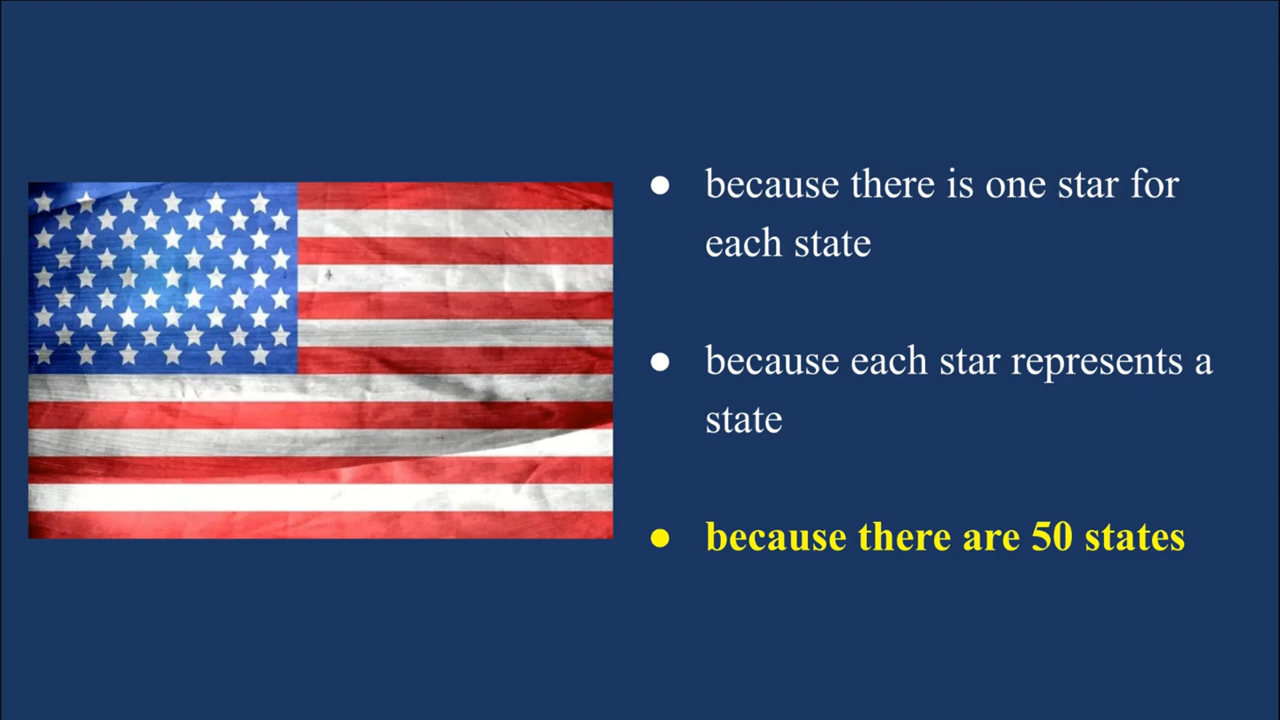 ● because there is one star for
each state
● because each star represents a
state
● because there are 50 states